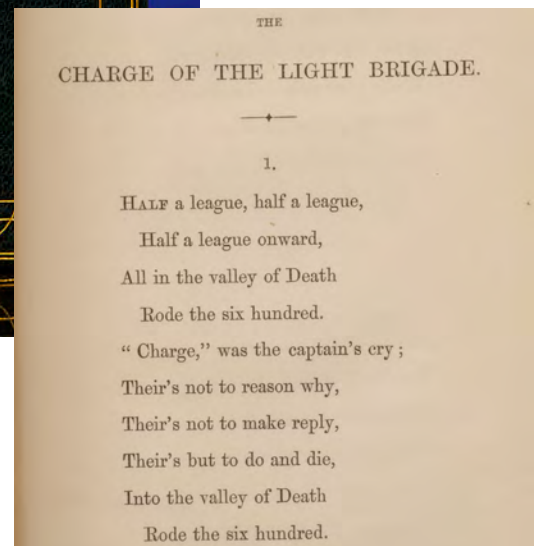 THE
CHARGE OF THE LIGHT BRIGADE.
1.
HALF a league, half a league,
Half a league onward,
All in the valley of Death
Rode the six hundred.
“ Charge,” was the captain's cry ;
Their's not to reason why,
Their's not to make reply,
Their's but to do and die,
Into the valley of Death
Rode the six hundred.